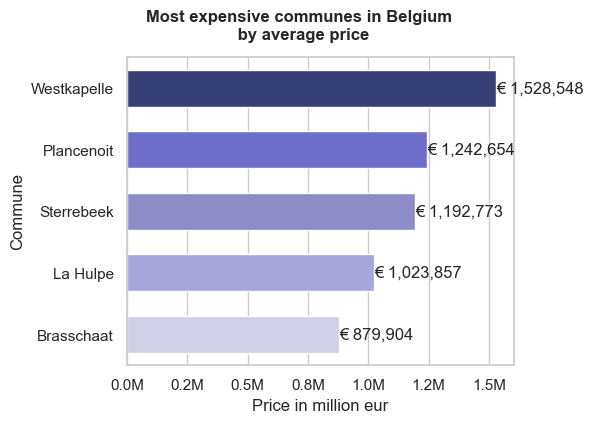 Most expensive communes in Belgium
by average price
Westkapelle
€ 1,528,548
Plancenoit
€ 1,242,654
Sterrebeek
€ 1,192,773
La Hulpe
€ 1,023,857
Brasschaat
€ 879,904
Commune
0.0M 0.2M 0.5M 0.8M 1.0M 1.2M 1.5M
Price in million eur